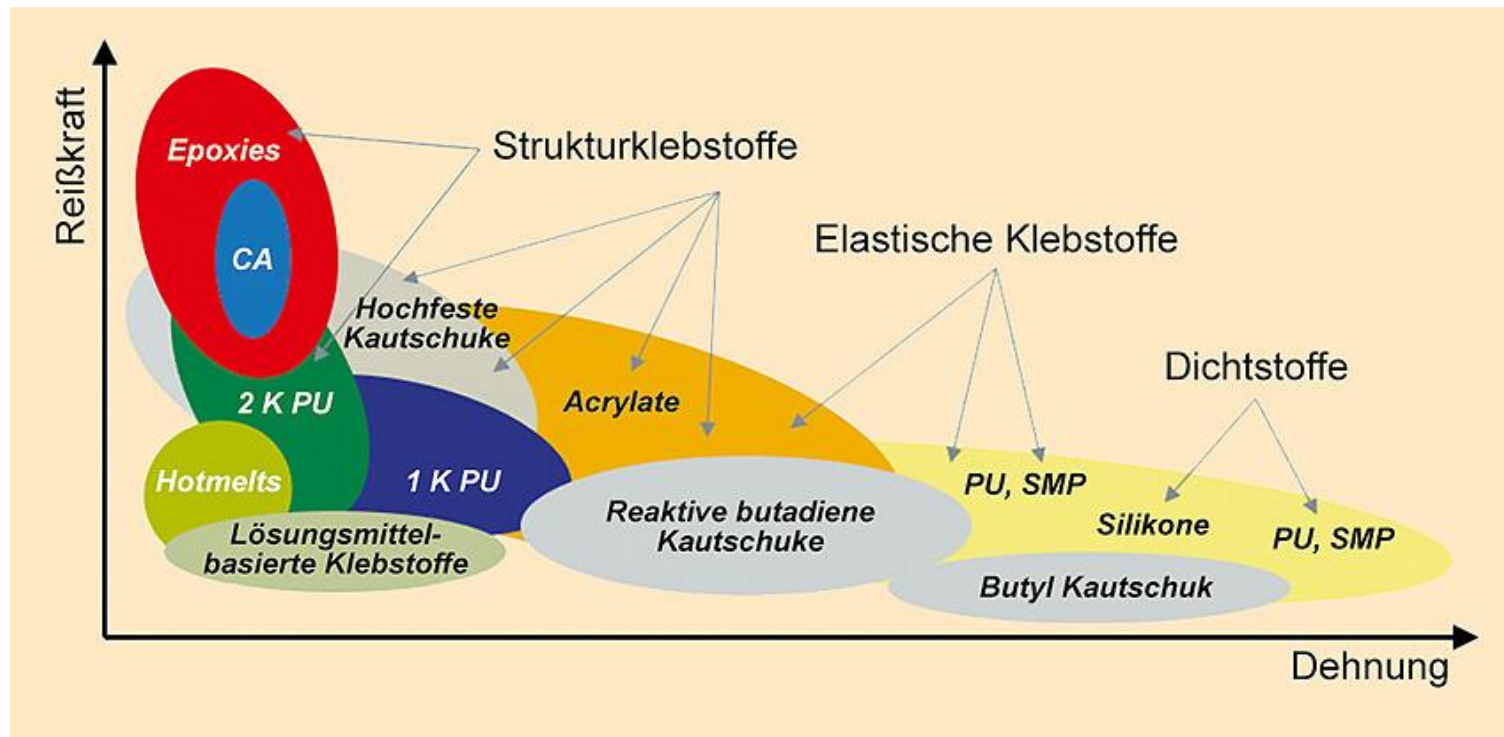 Reißkraft
Epoxies
CA
Strukturklebstoffe
Elastische Klebstoffe
Dichtstoffe
Hochfeste
Kautschuke
2 K PU
Acrylate
Hotmelts
1 K PU
PU, SMP
Reaktive butadiene
Kautschuke
Silikone
PU, SMP
Lösungsmittel-
basierte Klebstoffe
Butyl Kautschuk
Dehnung